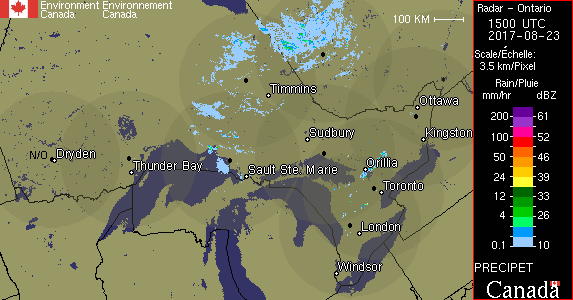 Environment Environnement
Canada Canada
100 KM
Timmins
Ottawa
Sudbury
Kingston
N/O Dryden
Thunder Bay
Sault Ste. Marie
Orillia
Toronto
London
Windsor
Radar - Ontario
1500 UTC
2017-08-23
Scale/Échelle:
3.5 km/Pixel
Rain/Pluie
mm/hr dBZ
200 61
100 52
50 46
24 39
12 33
4 26
0.1 10
PRECIPET
Canada